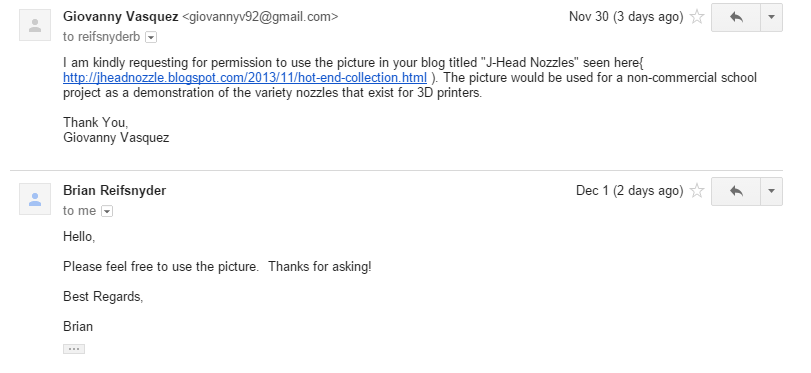 Giovanny Vasquez <giovannyv92@gmail.com> Nov 30 (3 days ago)
to reifsnyderb
I am kindly requesting for permission to use the picture in your blog titled "J-Head Nozzles" seen here{
http://jheadnozzle.blogspot.com/2013/11/hot-end-collection.html ). The picture would be used for a non-commercial school
project as a demonstration of the variety nozzles that exist for 3D printers.
Thank You,
Giovanny Vasquez
Brian Reifsnyder Dec 1 (2 days ago)
to me
Hello,
Please feel free to use the picture.  Thanks for asking!
Best Regards,
Brian